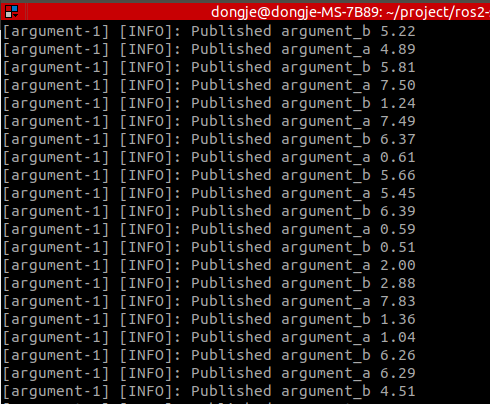 dongje@dongje-MS-7B89: ~/project/ros2-
[argument-1] [INFO]: Published argument_b 5.22
[argument-1] [INFO]: Published argument_a 4.89
[argument-1] [INFO]: Published argument_b 5.81
[argument-1] [INFO]: Published argument_a 7.50
[argument-1] [INFO]: Published argument_b 1.24
[argument-1] [INFO]: Published argument_a 7.49
[argument-1] [INFO]: Published argument_b 6.37
[argument-1] [INFO]: Published argument_a 0.61
[argument-1] [INFO]: Published argument_b 5.66
[argument-1] [INFO]: Published argument_a 5.45
[argument-1] [INFO]: Published argument_b 6.39
[argument-1] [INFO]: Published argument_a 0.59
[argument-1] [INFO]: Published argument_b 0.51
[argument-1] [INFO]: Published argument_a 2.00
[argument-1] [INFO]: Published argument_b 2.88
[argument-1] [INFO]: Published argument_a 7.83
[argument-1] [INFO]: Published argument_b 1.36
[argument-1] [INFO]: Published argument_a 1.04
[argument-1] [INFO]: Published argument_b 6.26
[argument-1] [INFO]: Published argument_a 6.29
[argument-1] [INFO]: Published argument_b 4.51